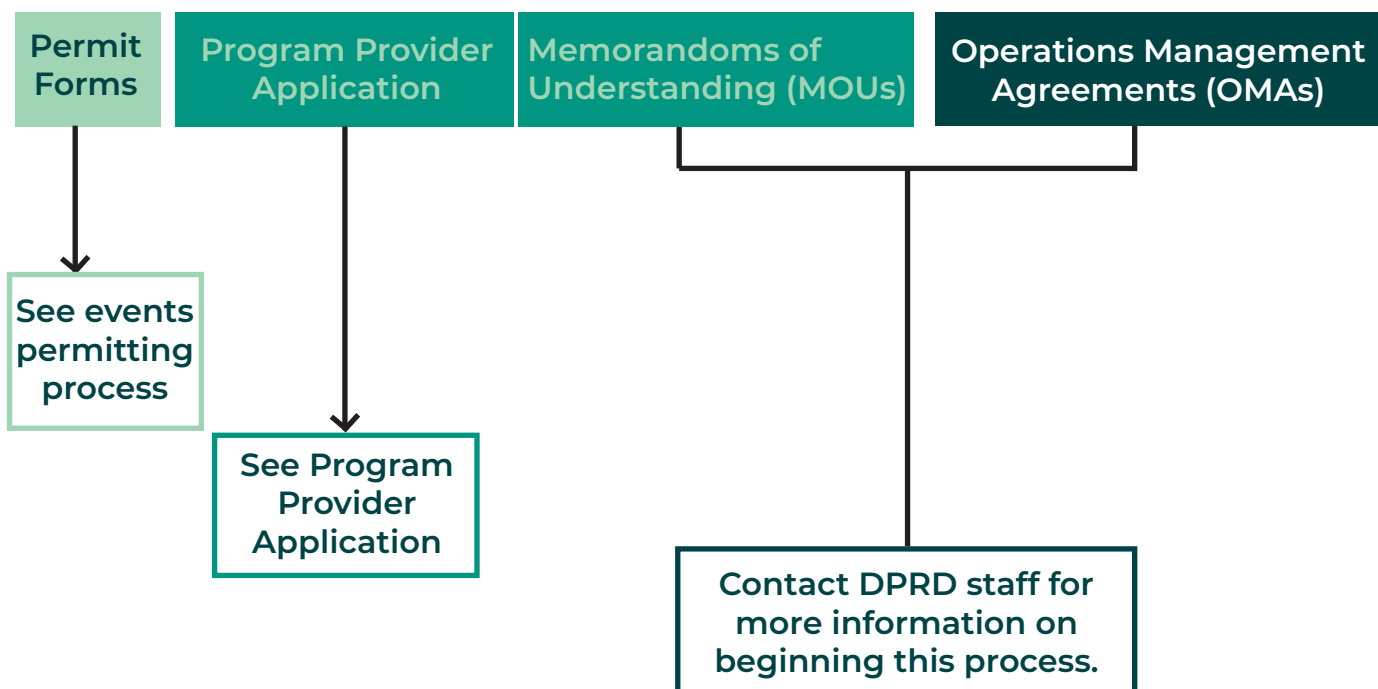 Permit
Forms
Program Provider
Application
Memorandoms of
Understanding (MOUs)
Operations Management
Agreements (OMAs)
See events
permitting
process
See Program
Provider
Application
Contact DPRD staff for
more information on
beginning this process.